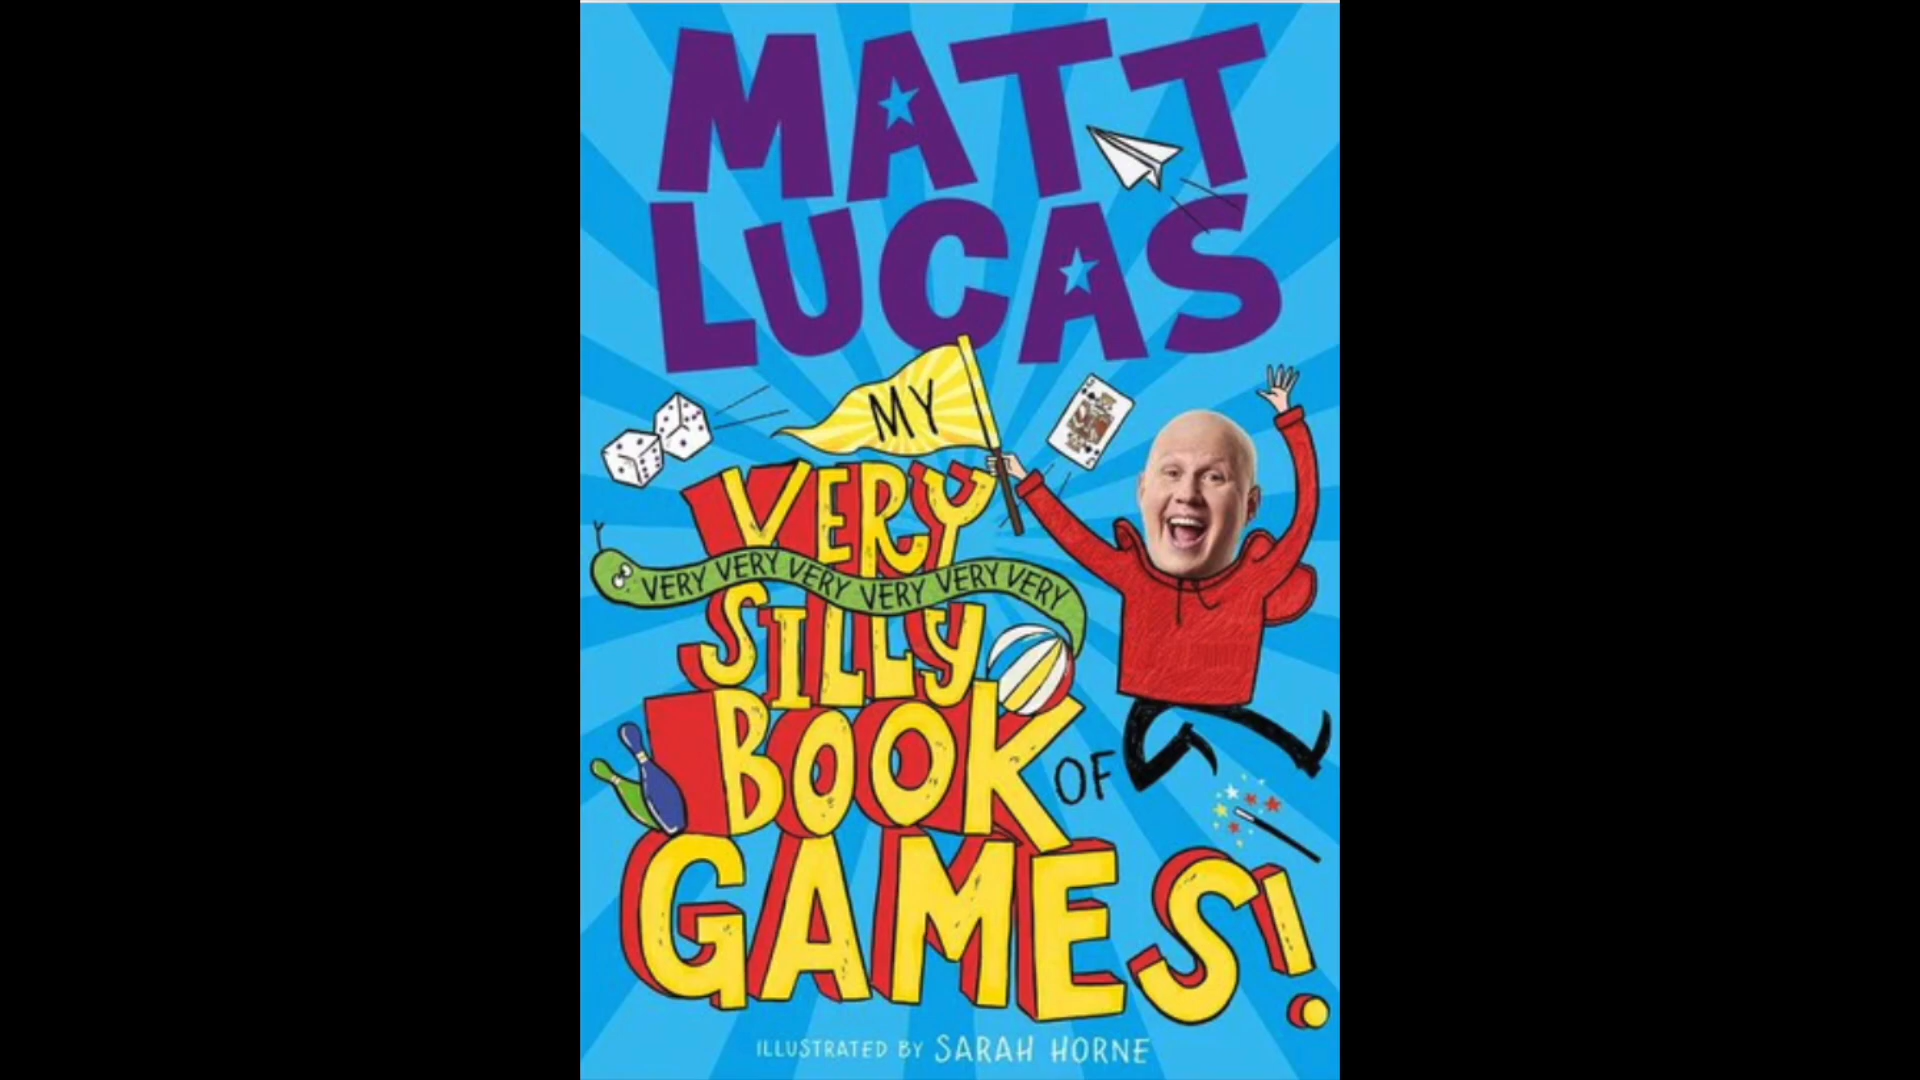 MATT
LUCAS
MY
VERY
VERY VERY VERY VERY VERY VERY
SILLY
BOOK OF
GAMES!
ILLUSTRATED BY SARAH HORNE